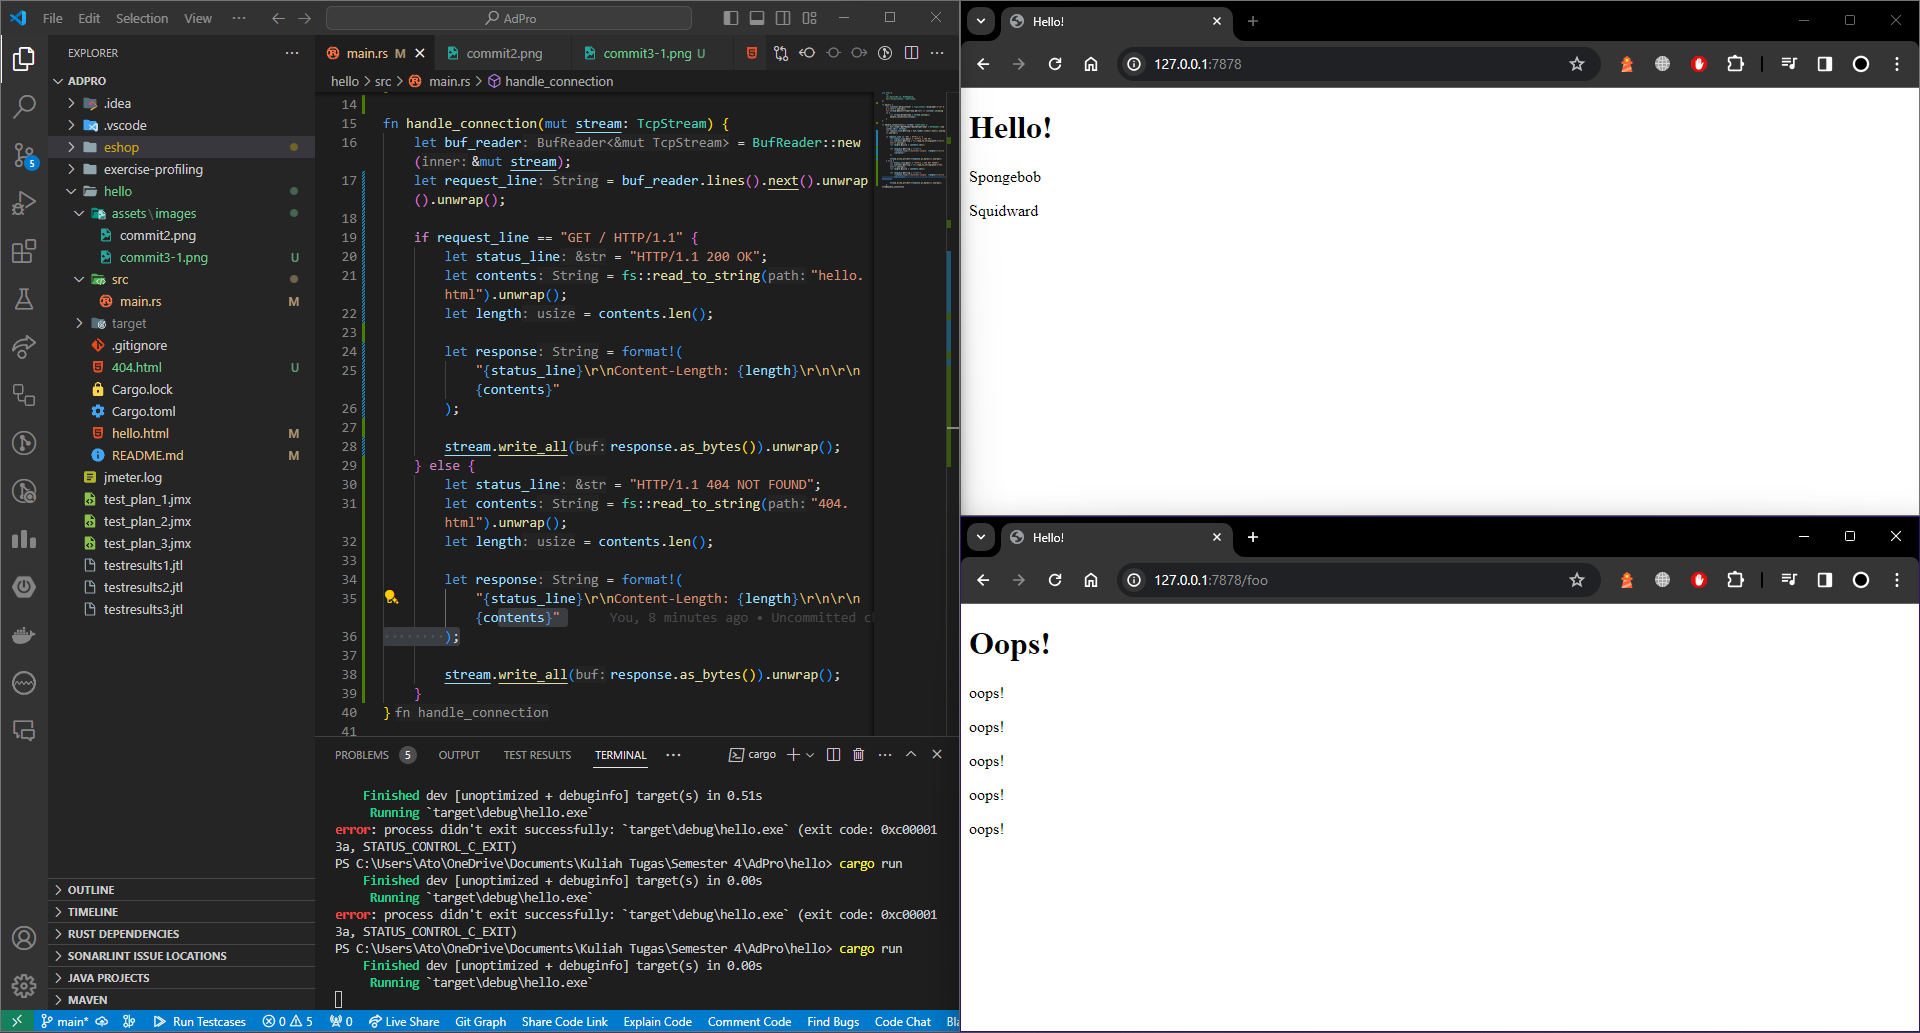 File Edit Selection View ··· AdPro
EXPLORER
ADPRO
.idea
.vscode
eshop
exercise-profiling
hello
assets\images
commit2.png
commit3-1.png U
src
main.rs M
target
.gitignore
404.html U
Cargo.lock
Cargo.toml
hello.html M
README.md M
jmeter.log
test_plan_1.jmx
test_plan_2.jmx
test_plan_3.jmx
testresults1.jtl
testresults2.jtl
testresults3.jtl
OUTLINE
TIMELINE
RUST DEPENDENCIES
SONARLINT ISSUE LOCATIONS
JAVA PROJECTS
MAVEN
5
main.rs M commit2.png commit3-1.png U
hello > src > main.rs > handle_connection
14
15 fn handle_connection(mut stream: TcpStream) {
16 let buf_reader: BufReader<&mut TcpStream> = BufReader::new
(inner: &mut stream);
17 let request_line: String = buf_reader.lines().next().unwrap
().unwrap();
18
19 if request_line == "GET / HTTP/1.1" {
20 let status_line: &str = "HTTP/1.1 200 OK";
21 let contents: String = fs::read_to_string(path: "hello.
html").unwrap();
22 let length: usize = contents.len();
23
24 let response: String = format!(
25 "{status_line}\r\nContent-Length: {length}\r\n\r\n
{contents}"
26 );
27
28 stream.write_all(buf: response.as_bytes()).unwrap();
29 } else {
30 let status_line: &str = "HTTP/1.1 404 NOT FOUND";
31 let contents: String = fs::read_to_string(path: "404.
html").unwrap();
32 let length: usize = contents.len();
33
34 let response: String = format!(
35 "{status_line}\r\nContent-Length: {length}\r\n\r\n
{contents}" You, 8 minutes ago • Uncommitted c
36 );
37
38 stream.write_all(buf: response.as_bytes()).unwrap();
39 }
40 } fn handle_connection
41
PROBLEMS 5 OUTPUT TEST RESULTS TERMINAL ··· cargo
Finished dev [unoptimized + debuginfo] target(s) in 0.51s
Running `target\debug\hello.exe`
error: process didn't exit successfully: `target\debug\hello.exe` (exit code: 0xc00001
3a, STATUS_CONTROL_C_EXIT)
PS C:\Users\Ato\OneDrive\Documents\Kuliah Tugas\Semester 4\AdPro\hello> cargo run
Finished dev [unoptimized + debuginfo] target(s) in 0.00s
Running `target\debug\hello.exe`
error: process didn't exit successfully: `target\debug\hello.exe` (exit code: 0xc00001
3a, STATUS_CONTROL_C_EXIT)
PS C:\Users\Ato\OneDrive\Documents\Kuliah Tugas\Semester 4\AdPro\hello> cargo run
Finished dev [unoptimized + debuginfo] target(s) in 0.00s
Running `target\debug\hello.exe`
main* Run Testcases 0 5 0 Live Share Git Graph Share Code Link Explain Code Comment Code Find Bugs Code Chat Bla
Hello!
127.0.0.1:7878
Hello!
Spongebob
Squidward
Hello!
127.0.0.1:7878/foo
Oops!
oops!
oops!
oops!
oops!
oops!